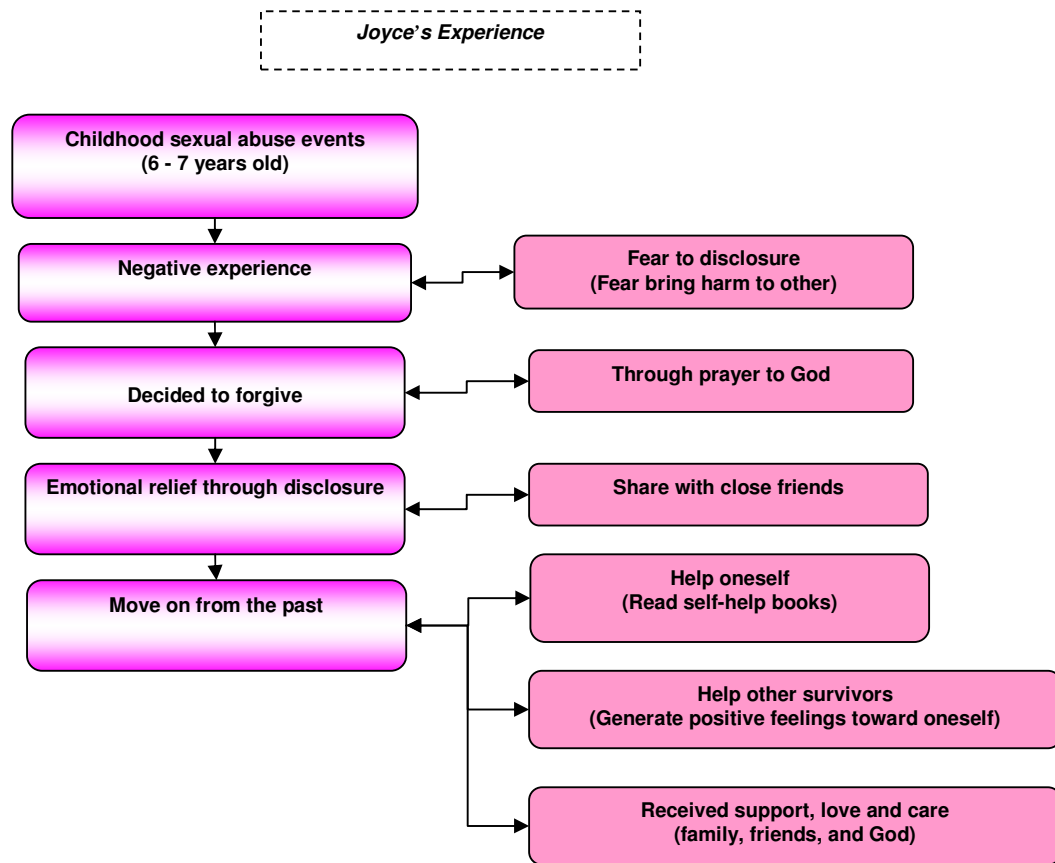 Joyce's Experience
Childhood sexual abuse events
(6 - 7 years old)
Negative experience
Fear to disclosure
(Fear bring harm to other)
Decided to forgive
Through prayer to God
Emotional relief through disclosure
Share with close friends
Move on from the past
Help oneself
(Read self-help books)
Help other survivors
(Generate positive feelings toward oneself)
Received support, love and care
(family, friends, and God)